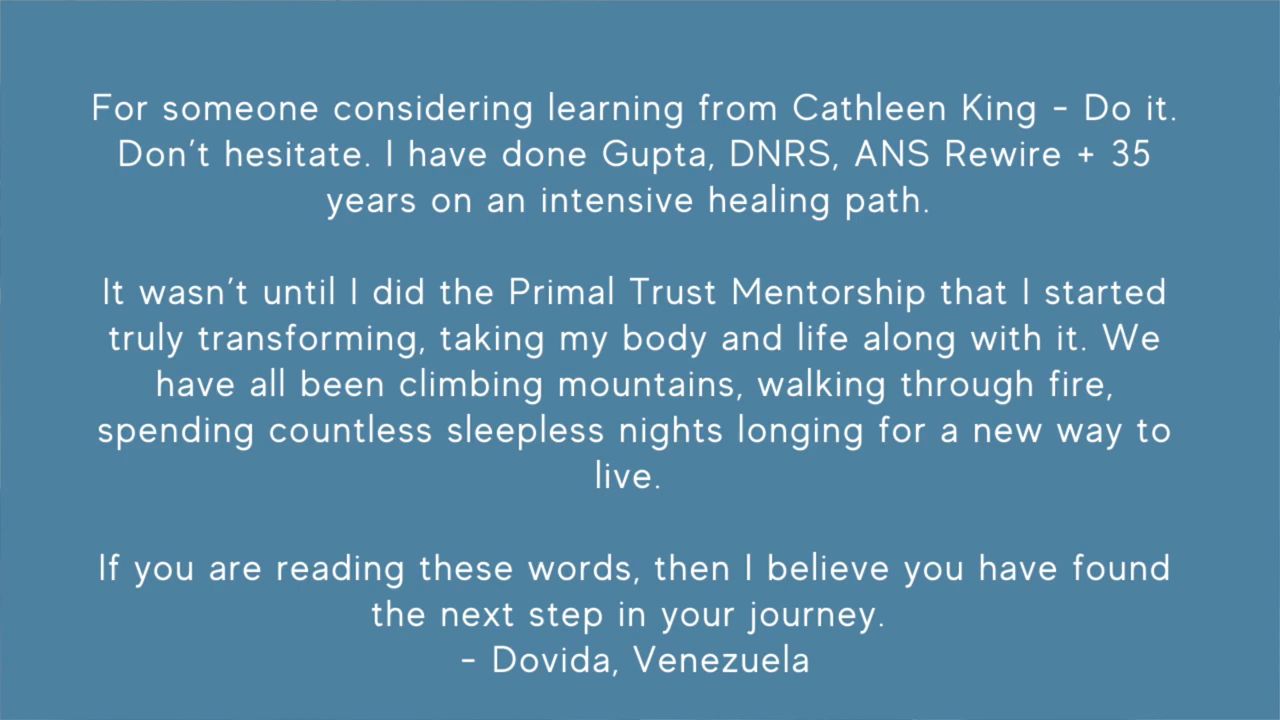 For someone considering learning from Cathleen King - Do it.
Don't hesitate. I have done Gupta, DNRS, ANS Rewire + 35
years on an intensive healing path.
It wasn't until I did the Primal Trust Mentorship that I started
truly transforming, taking my body and life along with it. We
have all been climbing mountains, walking through fire,
spending countless sleepless nights longing for a new way to
live.
If you are reading these words, then I believe you have found
the next step in your journey.
- Dovida, Venezuela